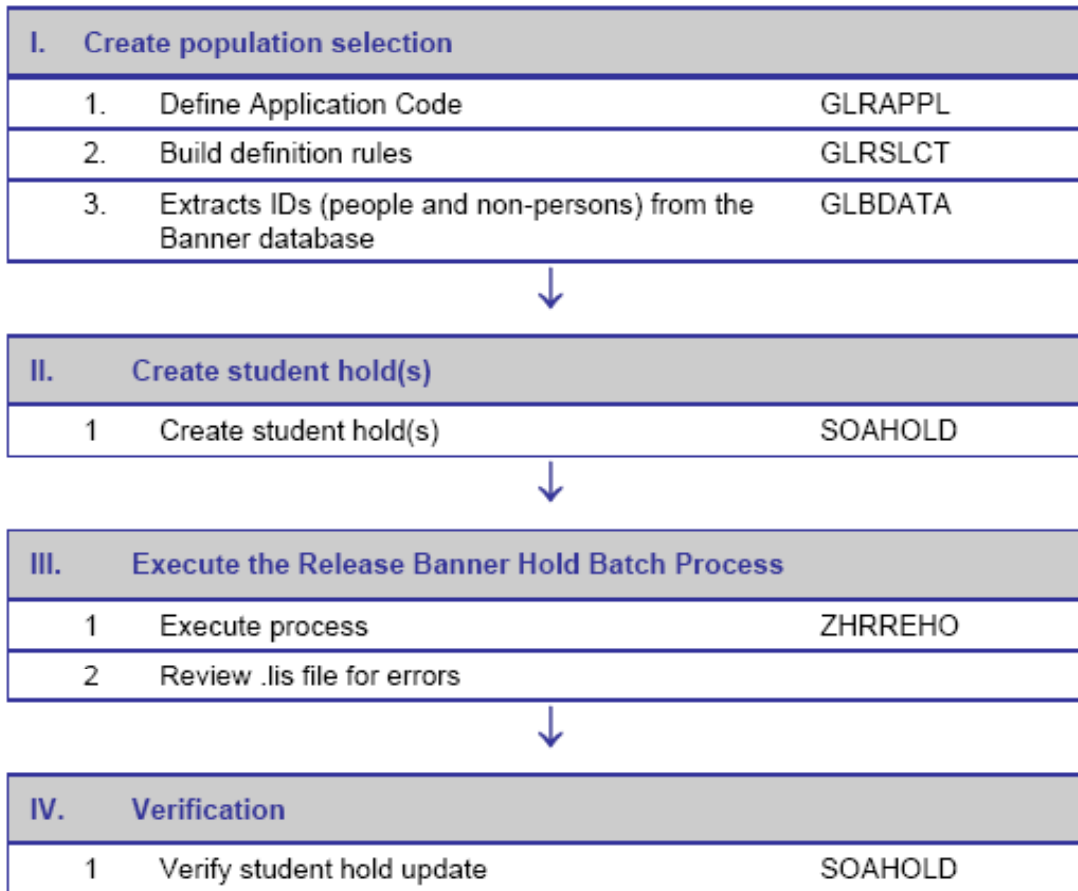 I. Create population selection
1. Define Application Code GLRAPPL
2. Build definition rules GLRSLCT
3. Extracts IDs (people and non-persons) from the GLBDATA
Banner database
II. Create student hold(s)
1 Create student hold(s) SOAHOLD
III. Execute the Release Banner Hold Batch Process
1 Execute process ZHRREHO
2 Review .lis file for errors
IV. Verification
1 Verify student hold update SOAHOLD